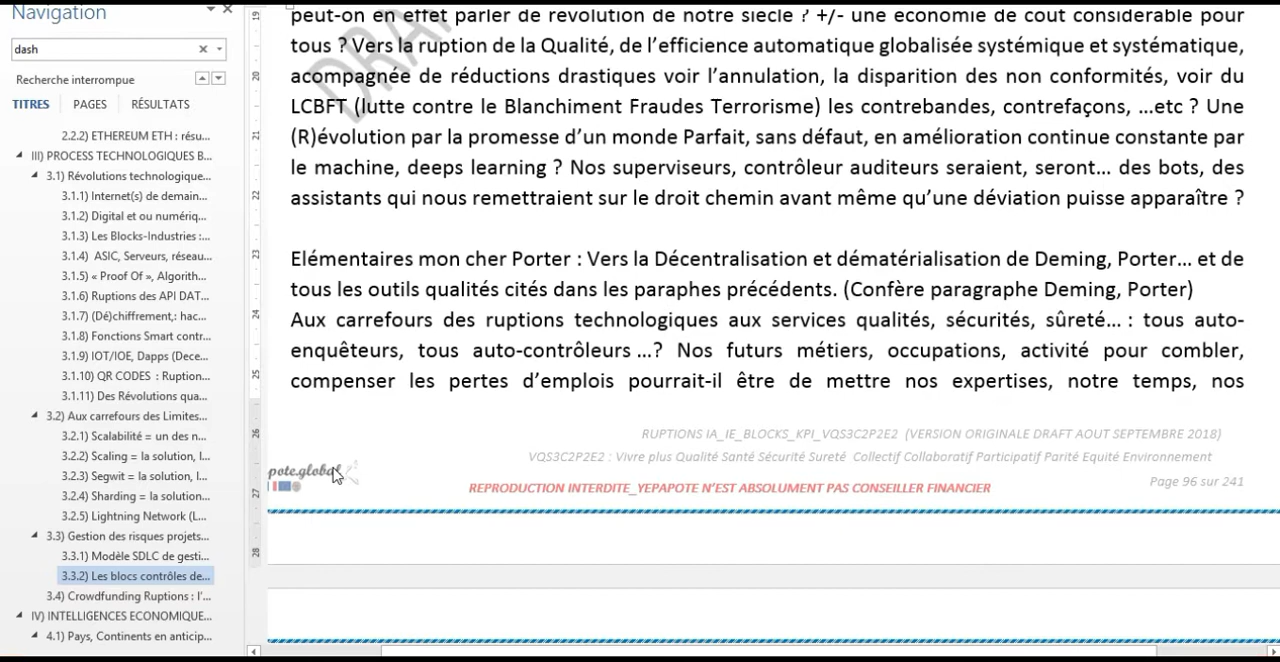 Navigation
dash
Recherche interrompue
TITRES PAGES RÉSULTATS
2.2.2) ETHEREUM ETH : résu...
III) PROCESS TECHNOLOGIQUES B...
3.1) Révolutions technologique...
3.1.1) Internet(s) de demain...
3.1.2) Digital et ou numériq...
3.1.3) Les Blocks-Industries :...
3.1.4) ASIC, Serveurs, réseau...
3.1.5) « Proof Of », Algorith...
3.1.6) Ruptions des API DAT...
3.1.7) (Dé)chiffrement,: hac...
3.1.8) Fonctions Smart contr...
3.1.9) IOT/IOE, Dapps (Dece...
3.1.10) QR CODES : Ruption...
3.1.11) Des Révolutions qua...
3.2) Aux carrefours des Limites...
3.2.1) Scalabilité = un des n...
3.2.2) Scaling = la solution, l...
3.2.3) Segwit = la solution, l...
3.2.4) Sharding = la solution...
3.2.5) Lightning Network (L...
3.3) Gestion des risques projets...
3.3.1) Modèle SDLC de gesti...
3.3.2) Les blocs contrôles de...
3.4) Crowdfunding Ruptions : l'...
IV) INTELLIGENCES ECONOMIQUE...
4.1) Pays, Continents en anticip...
19
20
21
22
23
24
25
26
27
28
DRA
peut-on en effet parler de révolution de notre siècle ? +/- une économie de coût considérable pour
tous ? Vers la ruption de la Qualité, de l'efficience automatique globalisée systémique et systématique,
acompagnée de réductions drastiques voir l'annulation, la disparition des non conformités, voir du
LCBFT (lutte contre le Blanchiment Fraudes Terrorisme) les contrebandes, contrefaçons, ...etc ? Une
(R)évolution par la promesse d'un monde Parfait, sans défaut, en amélioration continue constante par
le machine, deeps learning ? Nos superviseurs, contrôleur auditeurs seraient, seront... des bots, des
assistants qui nous remettraient sur le droit chemin avant même qu'une déviation puisse apparaître ?
Elémentaires mon cher Porter : Vers la Décentralisation et dématérialisation de Deming, Porter... et de
tous les outils qualités cités dans les paraphes précédents. (Confère paragraphe Deming, Porter)
Aux carrefours des ruptions technologiques aux services qualités, sécurités, sûreté... : tous auto-
enquêteurs, tous auto-contrôleurs ...? Nos futurs métiers, occupations, activité pour combler,
compenser les pertes d'emplois pourrait-il être de mettre nos expertises, notre temps, nos
RUPTIONS IA_IE_BLOCKS_KPI_VQS3C2P2E2 (VERSION ORIGINALE DRAFT AOUT SEPTEMBRE 2018)
VQS3C2P2E2 : Vivre plus Qualité Santé Sécurité Sureté Collectif Collaboratif Participatif Parité Equité Environnement
pote.global
REPRODUCTION INTERDITE_YEPAPOTE N'EST ABSOLUMENT PAS CONSEILLER FINANCIER
Page 96 sur 241